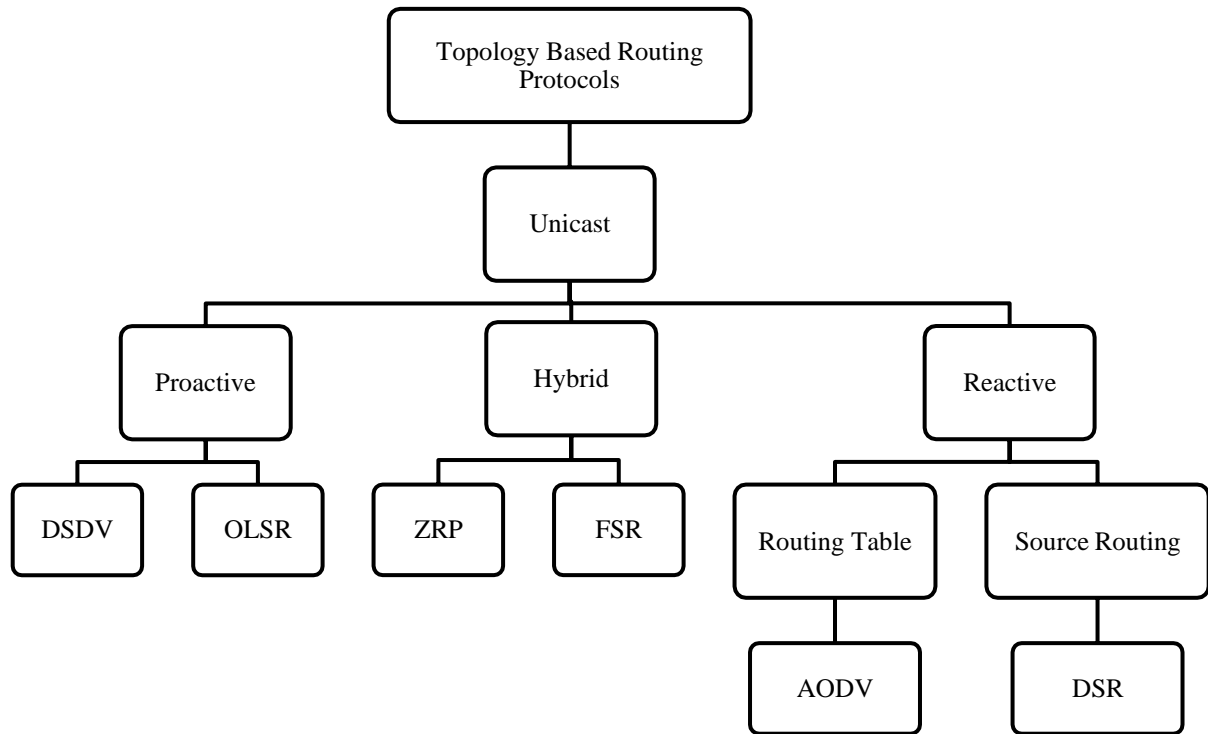 Topology Based Routing
Protocols
Unicast
Proactive
Hybrid
Reactive
DSDV
OLSR
ZRP
FSR
Routing Table
Source Routing
AODV
DSR